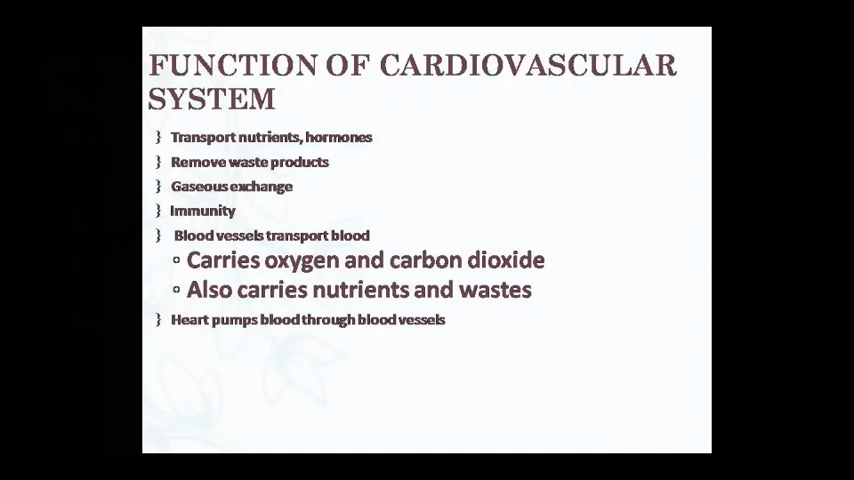 FUNCTION OF CARDIOVASCULAR
SYSTEM
Transport nutrients, hormones
Remove waste products
Gaseous exchange
Immunity
Blood vessels transport blood
Carries oxygen and carbon dioxide
Also carries nutrients and wastes
Heart pumps blood through blood vessels